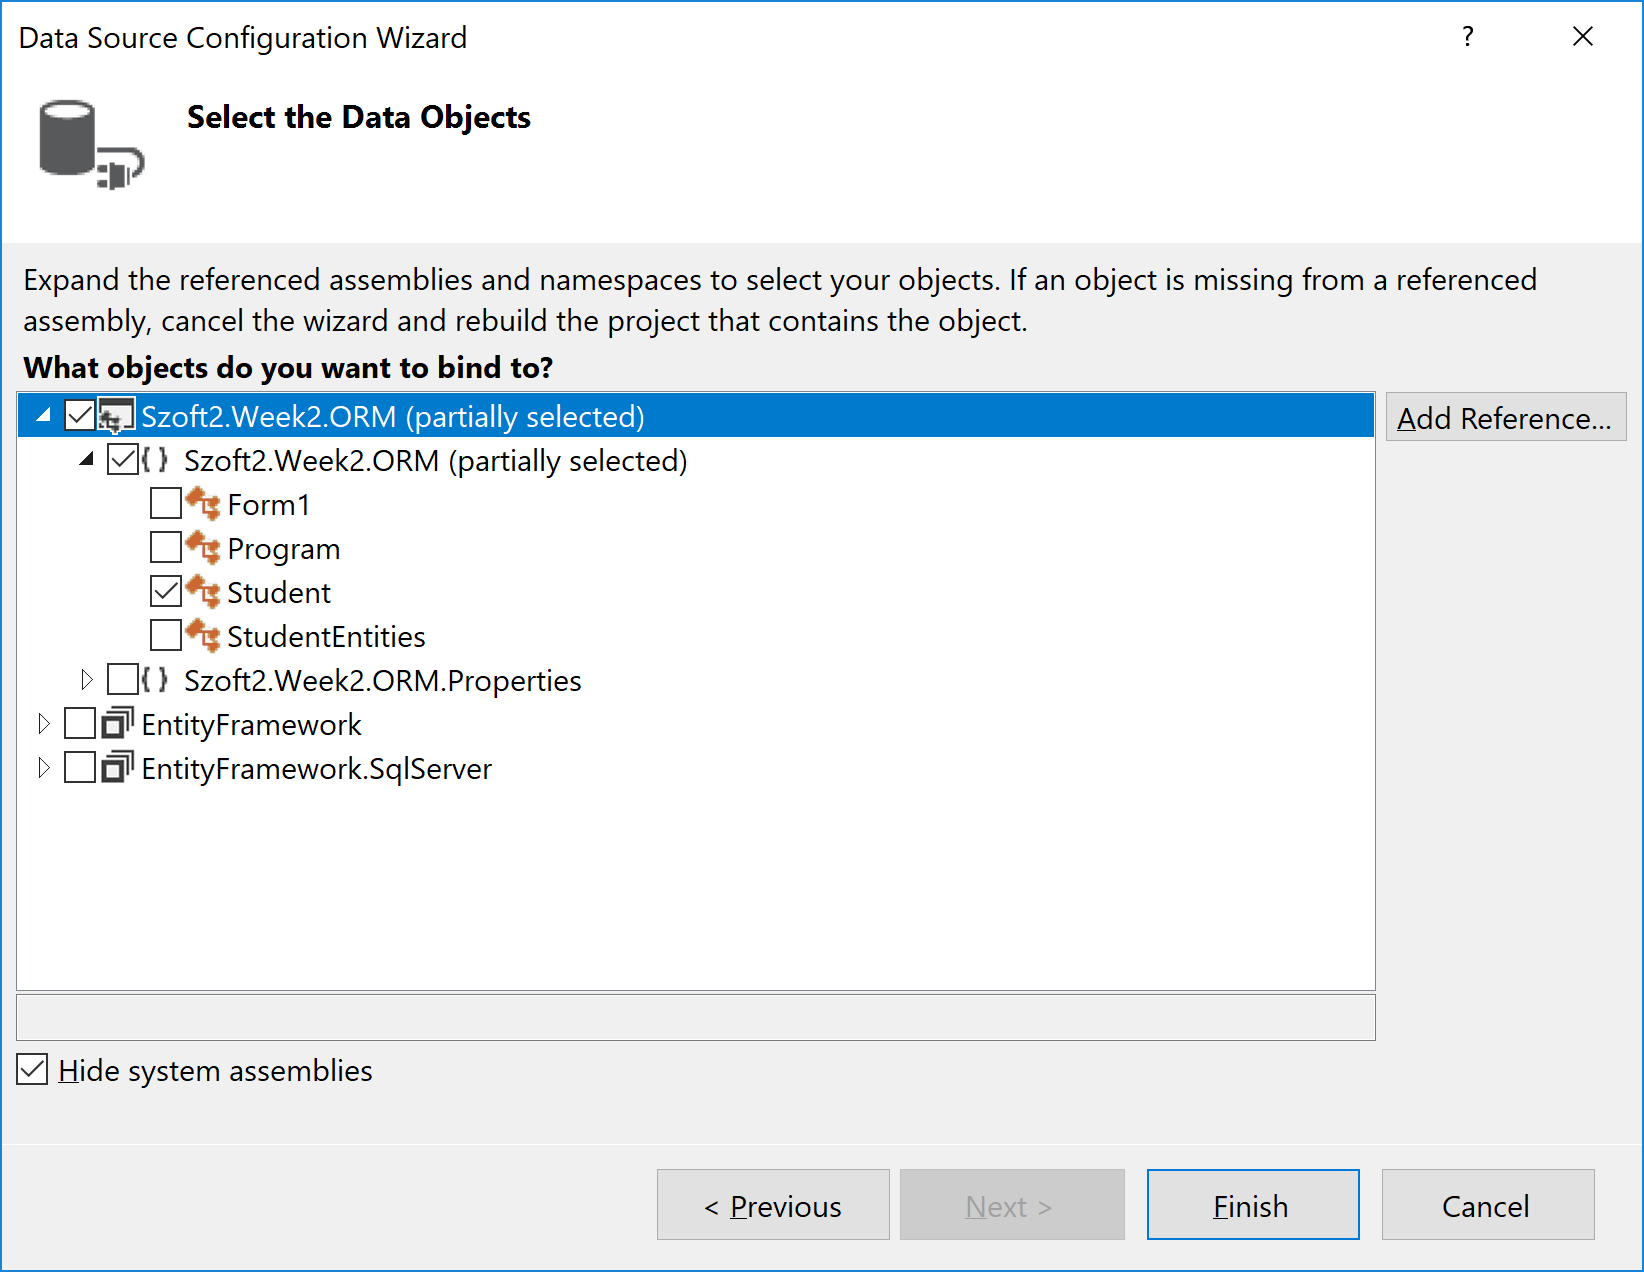 Data Source Configuration Wizard
?
Select the Data Objects
Expand the referenced assemblies and namespaces to select your objects. If an object is missing from a referenced
assembly, cancel the wizard and rebuild the project that contains the object.
What objects do you want to bind to?
Szoft2.Week2.ORM (partially selected)
Add Reference...
{ } Szoft2.Week2.ORM (partially selected)
Form1
Program
Student
StudentEntities
{ } Szoft2.Week2.ORM.Properties
EntityFramework
EntityFramework.SqlServer
Hide system assemblies
< Previous
Next >
Finish
Cancel